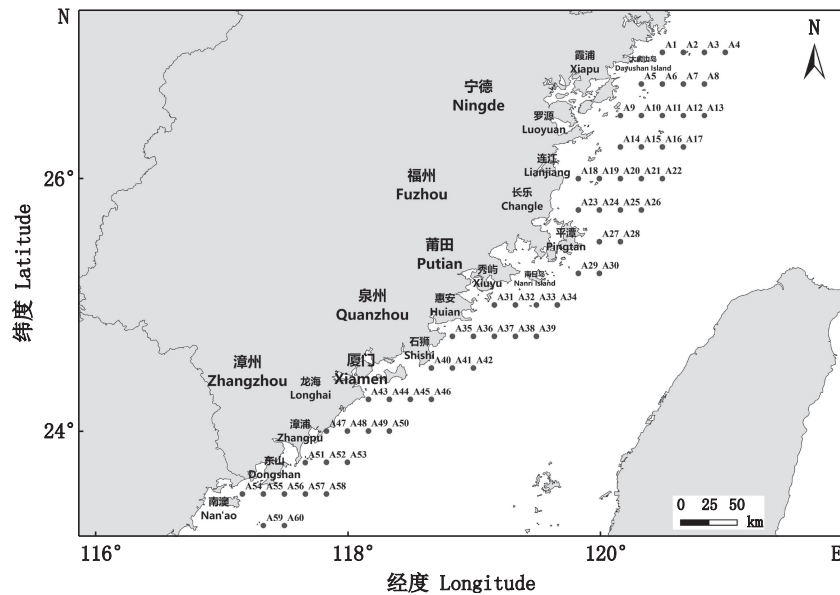 N
N
霞浦
Xiapu
大嵛山岛
Dayushan Island
A1 A2 A3 A4
A5 A6 A7 A8
宁德
Ningde
罗源
Luoyuan
A9 A10 A11 A12 A13
A14 A15 A16 A17
连江
Lianjiang
26°
福州
Fuzhou
A18 A19 A20 A21 A22
长乐
Changle
A23 A24 A25 A26
平潭
Pingtan
A27 A28
莆田
Putian
秀屿
Xiuyu
南日岛
Nanri Island
A29 A30
泉州
Quanzhou
惠安
Huian
A31 A32 A33 A34
石狮
Shishi
A35 A36 A37 A38 A39
漳州
Zhangzhou
厦门
Xiamen
A40 A41 A42
龙海
Longhai
A43 A44 A45 A46
24°
漳浦
Zhangpu
A47 A48 A49 A50
东山
Dongshan
A51 A52 A53
南澳
Nan'ao
A54 A55 A56 A57 A58
A59 A60
0 25 50
km
116° 118° 120° E
纬度 Latitude
经度 Longitude